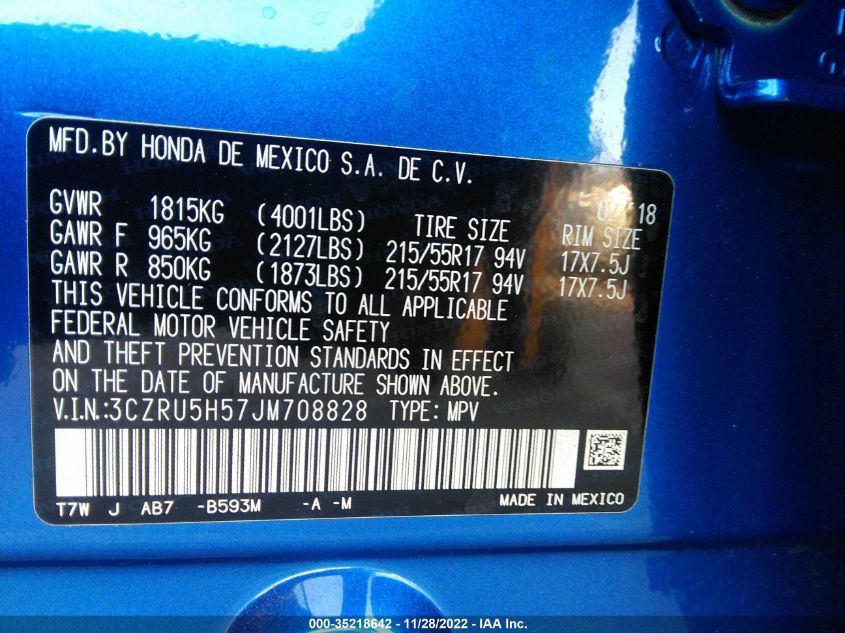 MFD.BY HONDA DE MEXICO S.A. DE C.V.
GVWR 1815KG (4001LBS) TIRE SIZE 18
GAWR F 965KG (2127LBS) 215/55R17 94V RIM SIZE 17X7.5J
GAWR R 850KG (1873LBS) 215/55R17 94V 17X7.5J
THIS VEHICLE CONFORMS TO ALL APPLICABLE
FEDERAL MOTOR VEHICLE SAFETY
AND THEFT PREVENTION STANDARDS IN EFFECT
ON THE DATE OF MANUFACTURE SHOWN ABOVE.
V.I.N.:3CZRU5H57JM708828 TYPE: MPV
T7W J AB7 -B593M -A -M MADE IN MEXICO
000-35218642 - 11/28/2022 - IAA Inc.